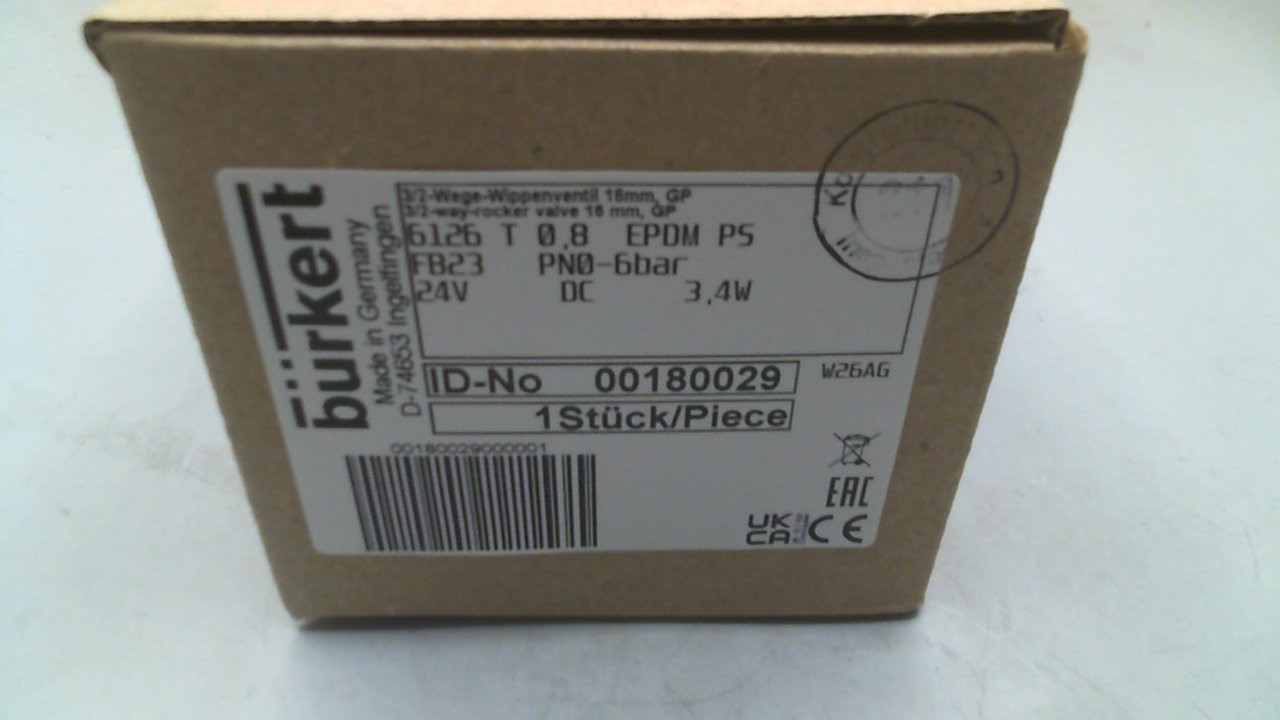 bürkert
Made in Germany
D-74653 Ingelfingen
3/2-Wege-Wippenventil 16mm, GP
3/2-way-rocker valve 16 mm, GP
6126 T 0,8 EPDM PS
FB23 PN0-6bar
24V DC 3,4W
ID-No 00180029
W26AG
1Stück/Piece
001800290000001
EAC
UK
CA
CE